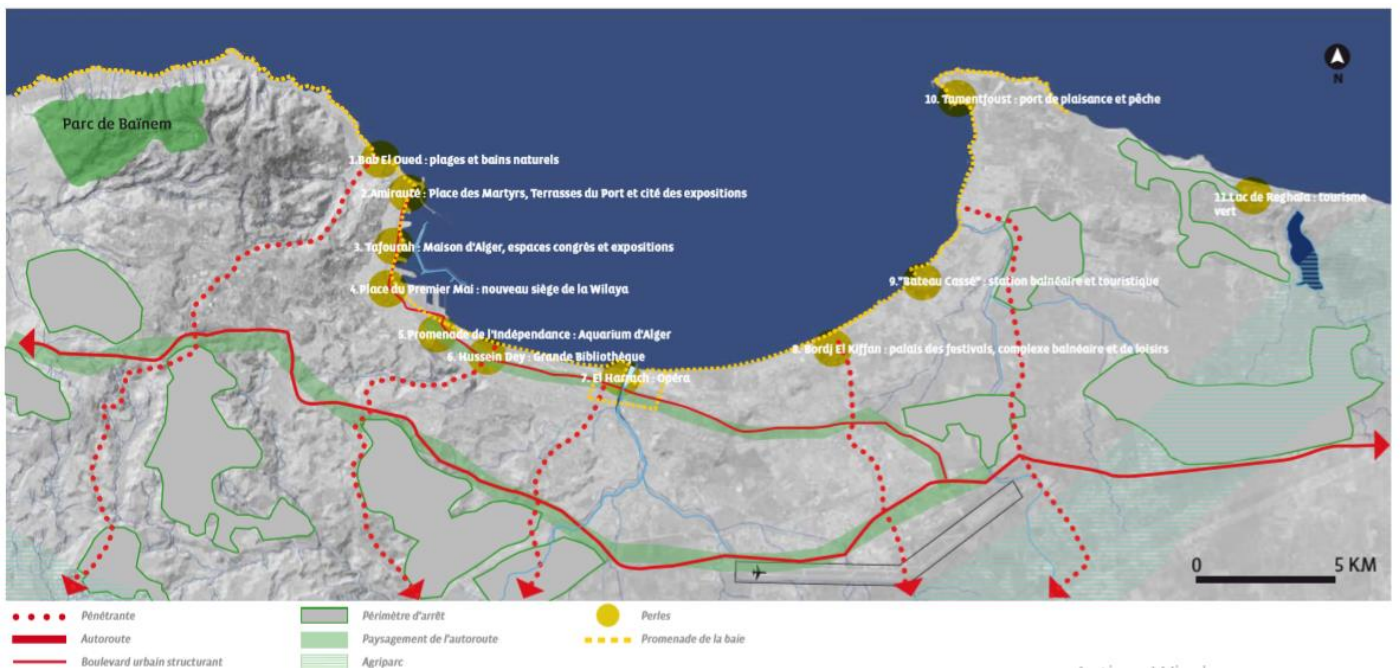 N
10. Tamentfoust : port de plaisance et pêche
Parc de Baïnem
1.Bab El Oued : plages et bains naturels
2.Amirauté : Place des Martyrs, Terrasses du Port et cité des expositions
11.Lac de Reghaïa : tourisme
vert
3. Tafourah : Maison d'Alger, espaces congrès et expositions
9."Bateau Cassé" : station balnéaire et touristique
4.Place du Premier Mai : nouveau siège de la Wilaya
5.Promenade de l'Indépendance : Aquarium d'Alger
8. Bordj El Kiffan : palais des festivals, complexe balnéaire et de loisirs
6. Hussein Dey : Grande Bibliothèque
7. El Harrach : Opéra
0 5 KM
Pénétrante
Périmètre d'arrêt
Perles
Autoroute
Paysagement de l'autoroute
Promenade de la baie
Boulevard urbain structurant
Agriparc